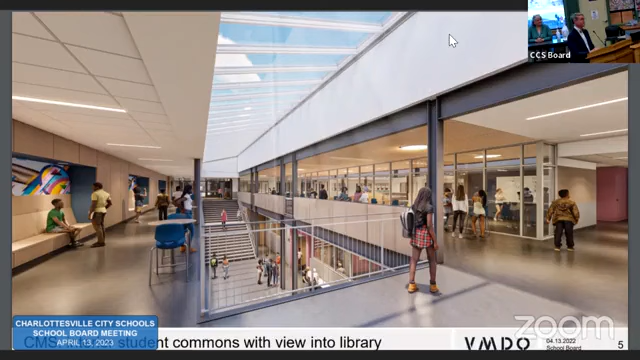 CCS Board
CHARLOTTESVILLE CITY SCHOOLS
SCHOOL BOARD MEETING
APRIL 13, 2023
CMS student commons with view into library
VMDO
04.13.2022
School Board
5
zoom